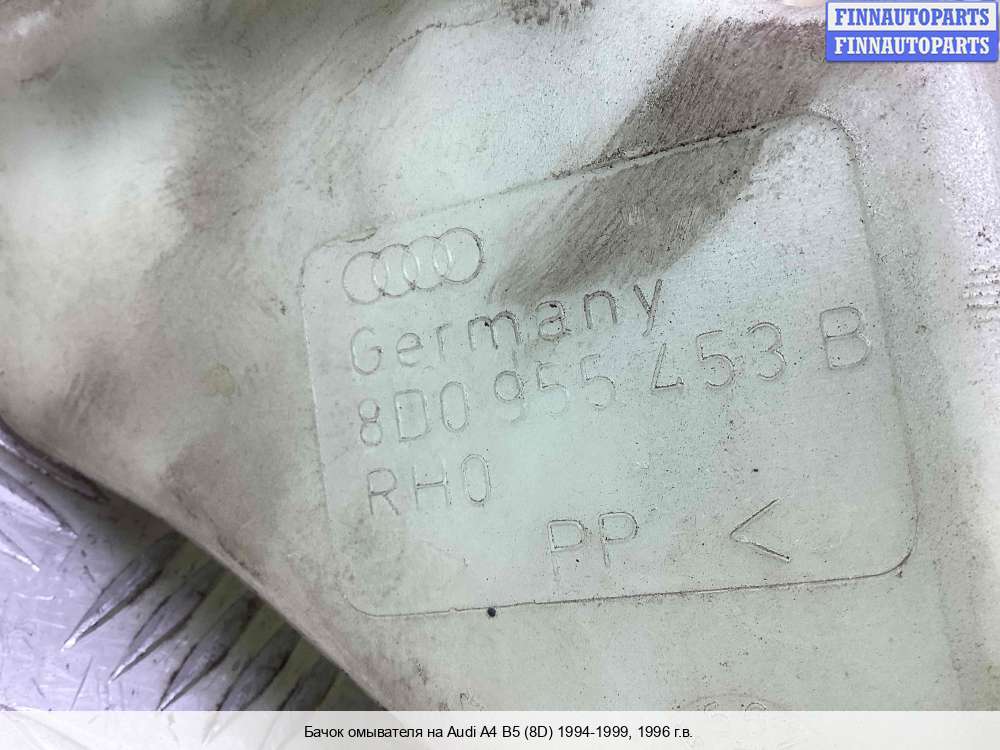 FINNAUTOPARTS
FINNAUTOPARTS
Germany
8D0 955 453 B
RH0
PP <
Бачок омывателя на Audi A4 B5 (8D) 1994-1999, 1996 г.в.